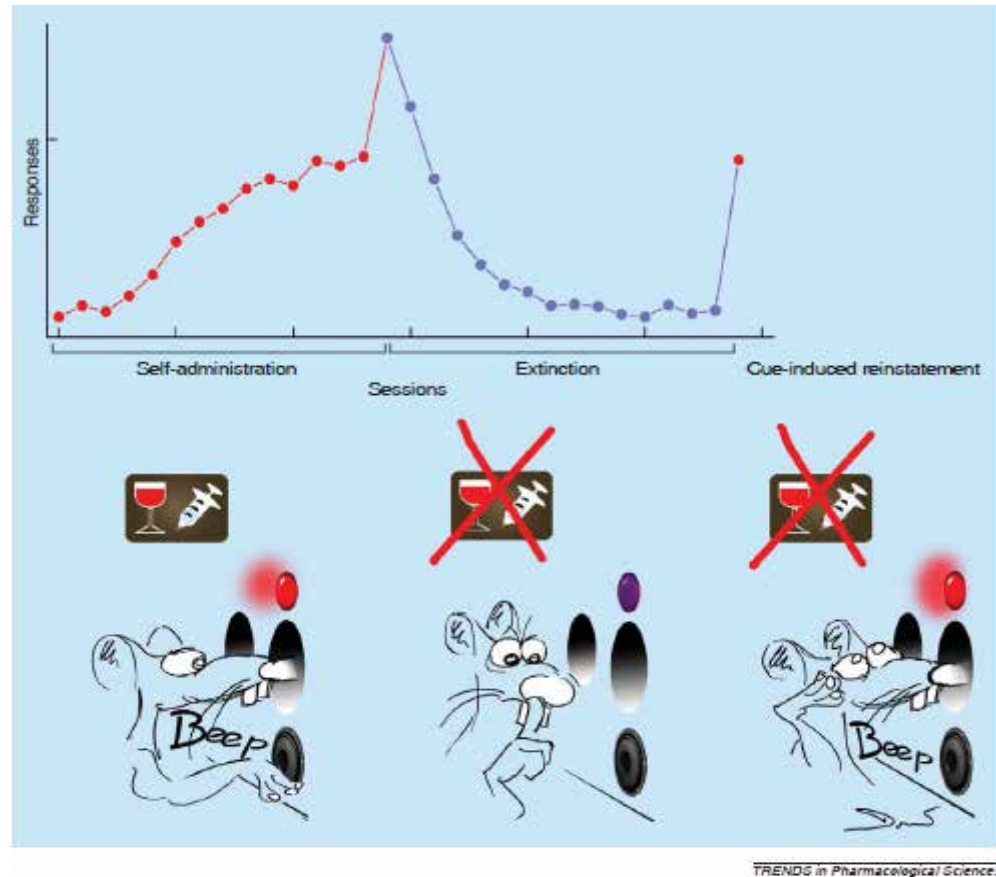 Responses
Self-administration
Extinction
Cue-induced reinstatement
Sessions
Beep
Beep
TRENDS in Pharmacological Sciences